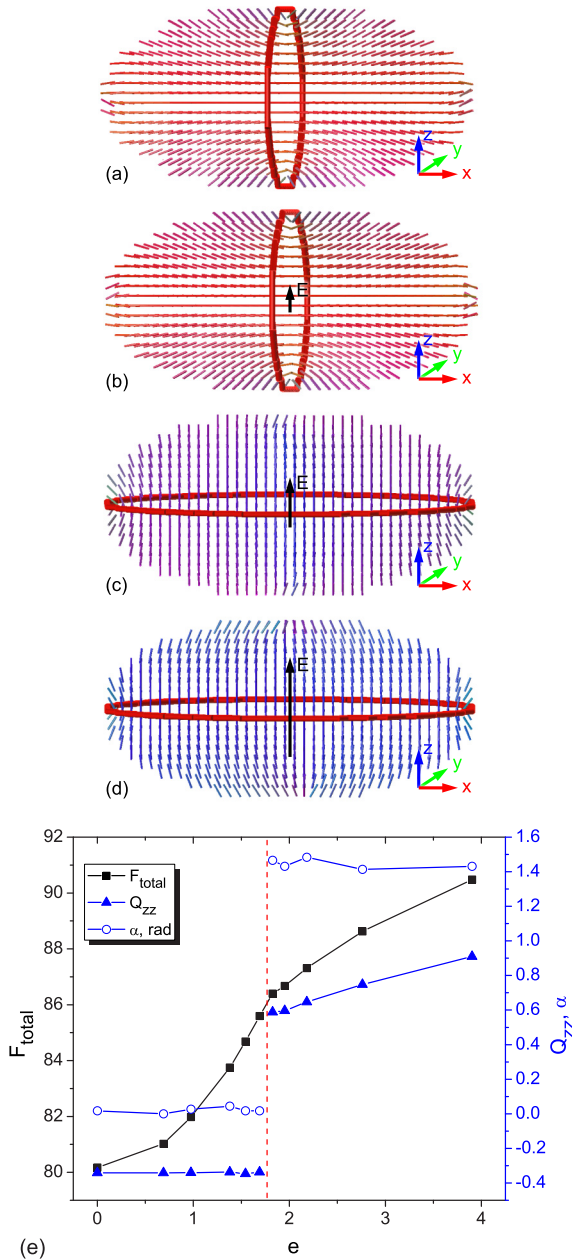 z
y
x
(a)
E
z
y
x
(b)
E
z
y
x
(c)
E
z
y
x
(d)
92
90
88
86
84
82
80
F_total
F_total
Q_ZZ
α, rad
1.6
1.4
1.2
1.0
0.8
0.6
0.4
0.2
0.0
-0.2
-0.4
Q_ZZ, α
0
1
2
3
4
e
(e)